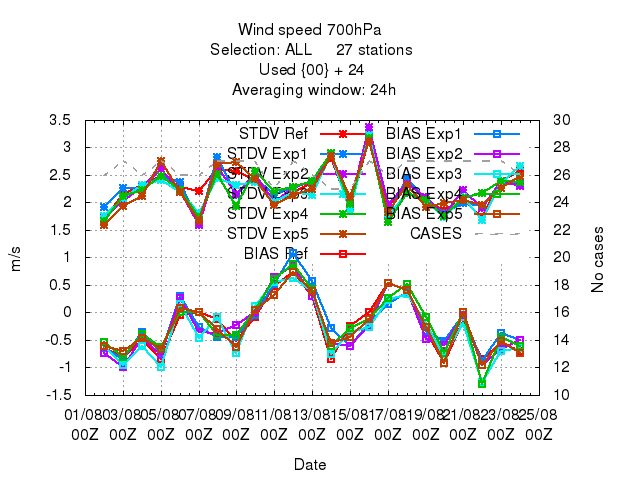 Wind speed 700hPa
Selection: ALL 27 stations
Used {00} + 24
Averaging window: 24h
3.5
3
2.5
2
1.5
1
0.5
0
-0.5
-1
-1.5
m/s
30
28
26
24
22
20
18
16
14
12
10
No cases
STDV Ref
STDV Exp1
STDV Exp2
STDV Exp3
STDV Exp4
STDV Exp5
BIAS Ref
BIAS Exp1
BIAS Exp2
BIAS Exp3
BIAS Exp4
BIAS Exp5
CASES
01/08 03/08 05/08 07/08 09/08 11/08 13/08 15/08 17/08 19/08 21/08 23/08 25/08
00Z 00Z 00Z 00Z 00Z 00Z 00Z 00Z 00Z 00Z 00Z 00Z 00Z
Date